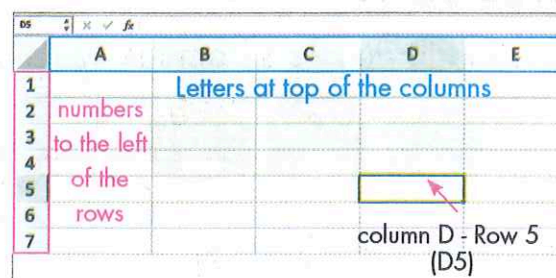 D5 × ✓ fx
A B C D E
1 Letters at top of the columns
2 numbers
3 to the left
4
5 of the
6 rows
7 column D - Row 5
(D5)